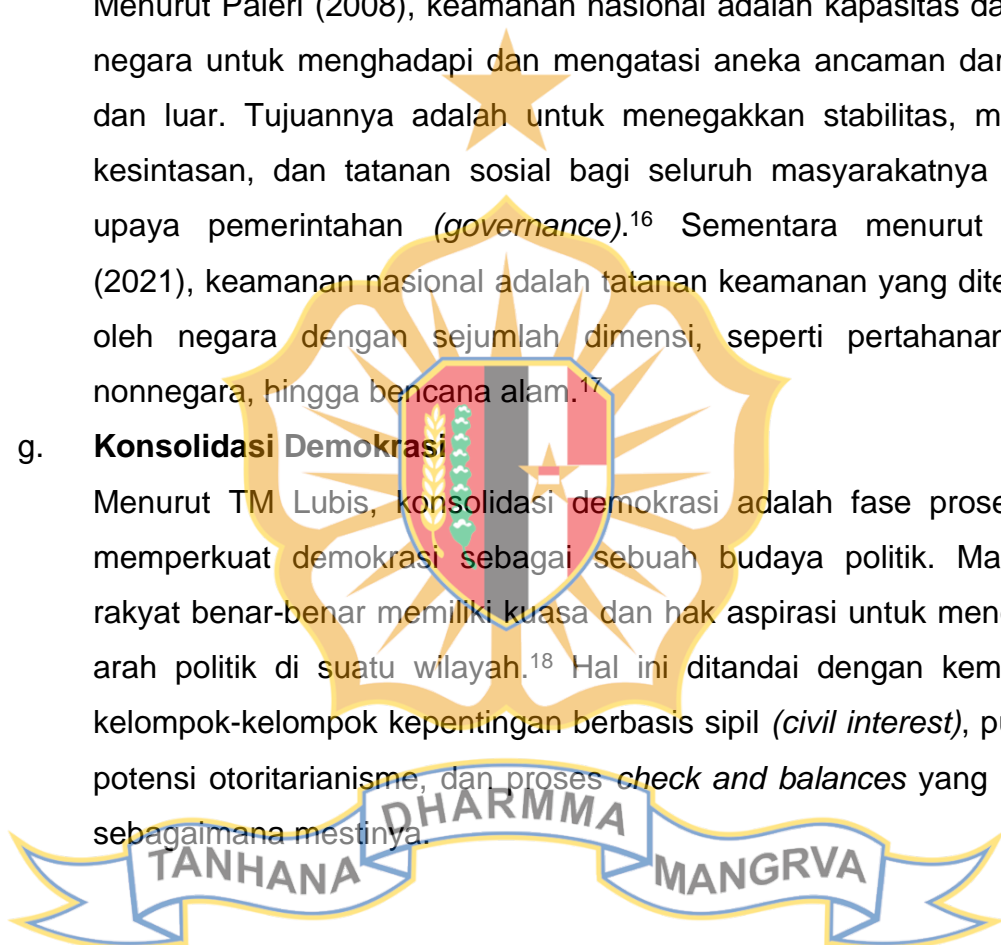 Menurut Paleri (2008), keamanan nasional adalah kapasitas da
negara untuk menghadapi dan mengatasi aneka ancaman dar
dan luar. Tujuannya adalah untuk menegakkan stabilitas, m
kesintasan, dan tatanan sosial bagi seluruh masyarakatnya
upaya pemerintahan (governance).16 Sementara menurut
(2021), keamanan nasional adalah tatanan keamanan yang dite
oleh negara dengan sejumlah dimensi, seperti pertahanan
nonnegara, hingga bencana alam.17
g. Konsolidasi Demokrasi
Menurut TM Lubis, konsolidasi demokrasi adalah fase prose
memperkuat demokrasi sebagai sebuah budaya politik. Ma
rakyat benar-benar memiliki kuasa dan hak aspirasi untuk men
arah politik di suatu wilayah.18 Hal ini ditandai dengan kem
kelompok-kelompok kepentingan berbasis sipil (civil interest), pu
potensi otoritarianisme, dan proses check and balances yang
sebagaimana mestinya.
TANHANA DHARMMA MANGRVA